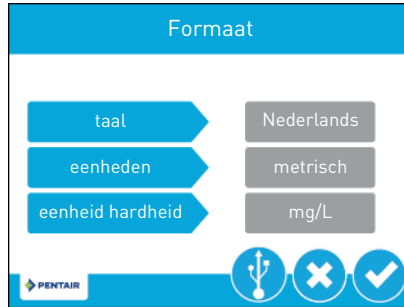 Formaat
taal
Nederlands
eenheden
metrisch
eenheid hardheid
mg/L
PENTAIR